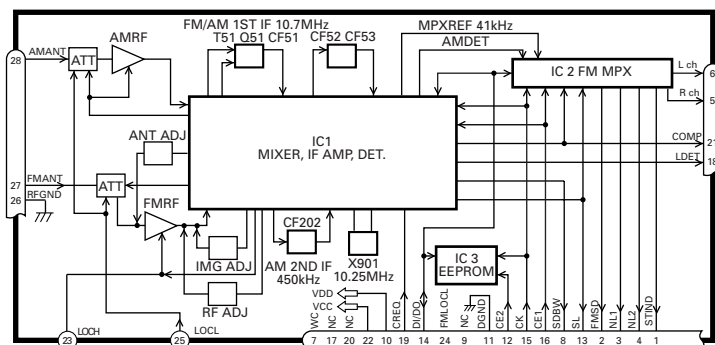 FM/AM 1ST IF 10.7MHz
MPXREF 41kHz
T51 Q51 CF51
CF52 CF53
AMDET
AMRF
28
AMANT
ATT
IC 2 FM MPX
L ch
6
R ch
5
IC1
MIXER, IF AMP, DET.
ANT ADJ
COMP
21
LDET
18
27
FMANT
ATT
26
RFGND
FMRF
CF202
IMG ADJ
AM 2ND IF
450kHz
X901
10.25MHz
IC 3
EEPROM
RF ADJ
VDD
VCC
LOCH
LOCL
WC
NC
NC
CREQ
DI/DO
FMLOCL
NC
DGND
CE2
CK
CE1
SDBW
SL
FMSD
NL1
NL2
STIND
23
25
7
17
20
22
10
19
14
24
9
11
12
15
16
8
13
2
3
4
1